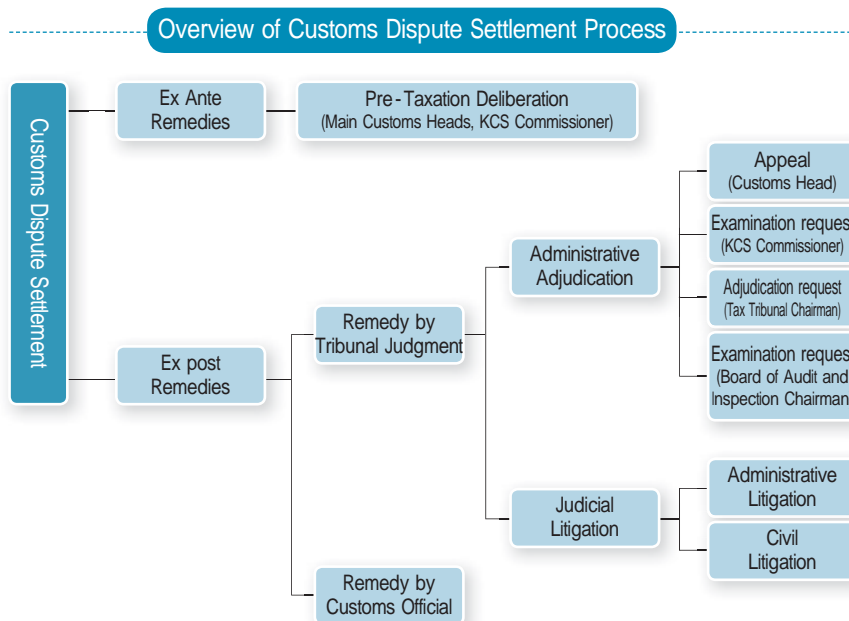 Overview of Customs Dispute Settlement Process
Customs Dispute Settlement
Ex Ante
Remedies
Pre-Taxation Deliberation
(Main Customs Heads, KCS Commissioner)
Ex post
Remedies
Remedy by
Tribunal Judgment
Administrative
Adjudication
Appeal
(Customs Head)
Examination reques
(KCS Commissioner)
Adjudication request
(Tax Tribunal Chairman)
Examination reques
(Board of Audit and
Inspection Chairman
Judicial
Litigation
Administrative
Litigation
Civil
Litigation
Remedy by
Customs Official